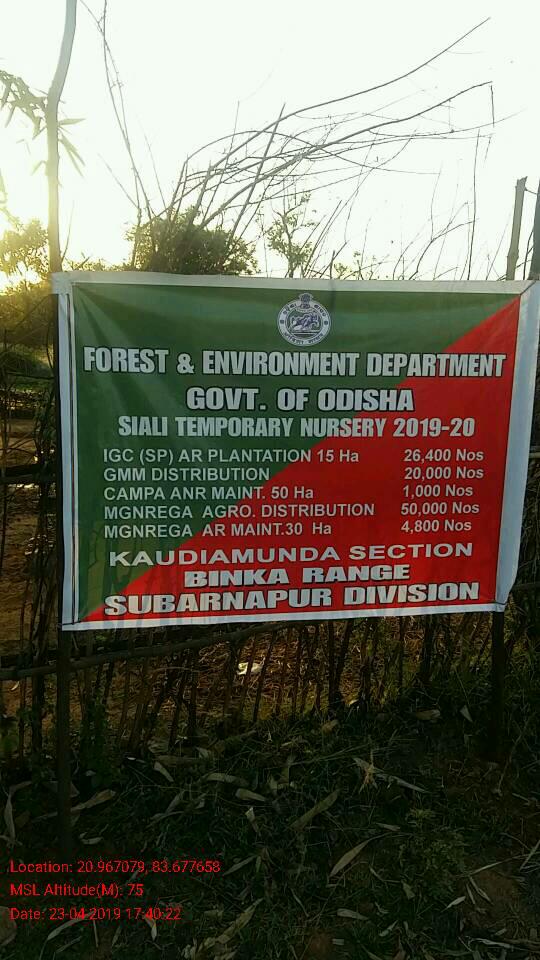 FOREST & ENVIRONMENT DEPARTMENT
GOVT. OF ODISHA
SIALI TEMPORARY NURSERY 2019-20
IGC (SP) AR PLANTATION 15 Ha 26,400 Nos
GMM DISTRIBUTION 20,000 Nos
CAMPA ANR MAINT. 50 Ha 1,000 Nos
MGNREGA AGRO. DISTRIBUTION 50,000 Nos
MGNREGA AR MAINT.30 Ha 4,800 Nos
KAUDIAMUNDA SECTION
BINKA RANGE
SUBARNAPUR DIVISION
Location: 20.967079, 83.677658
MSL Altitude(M): 75
Date: 23-04-2019 17:40:22